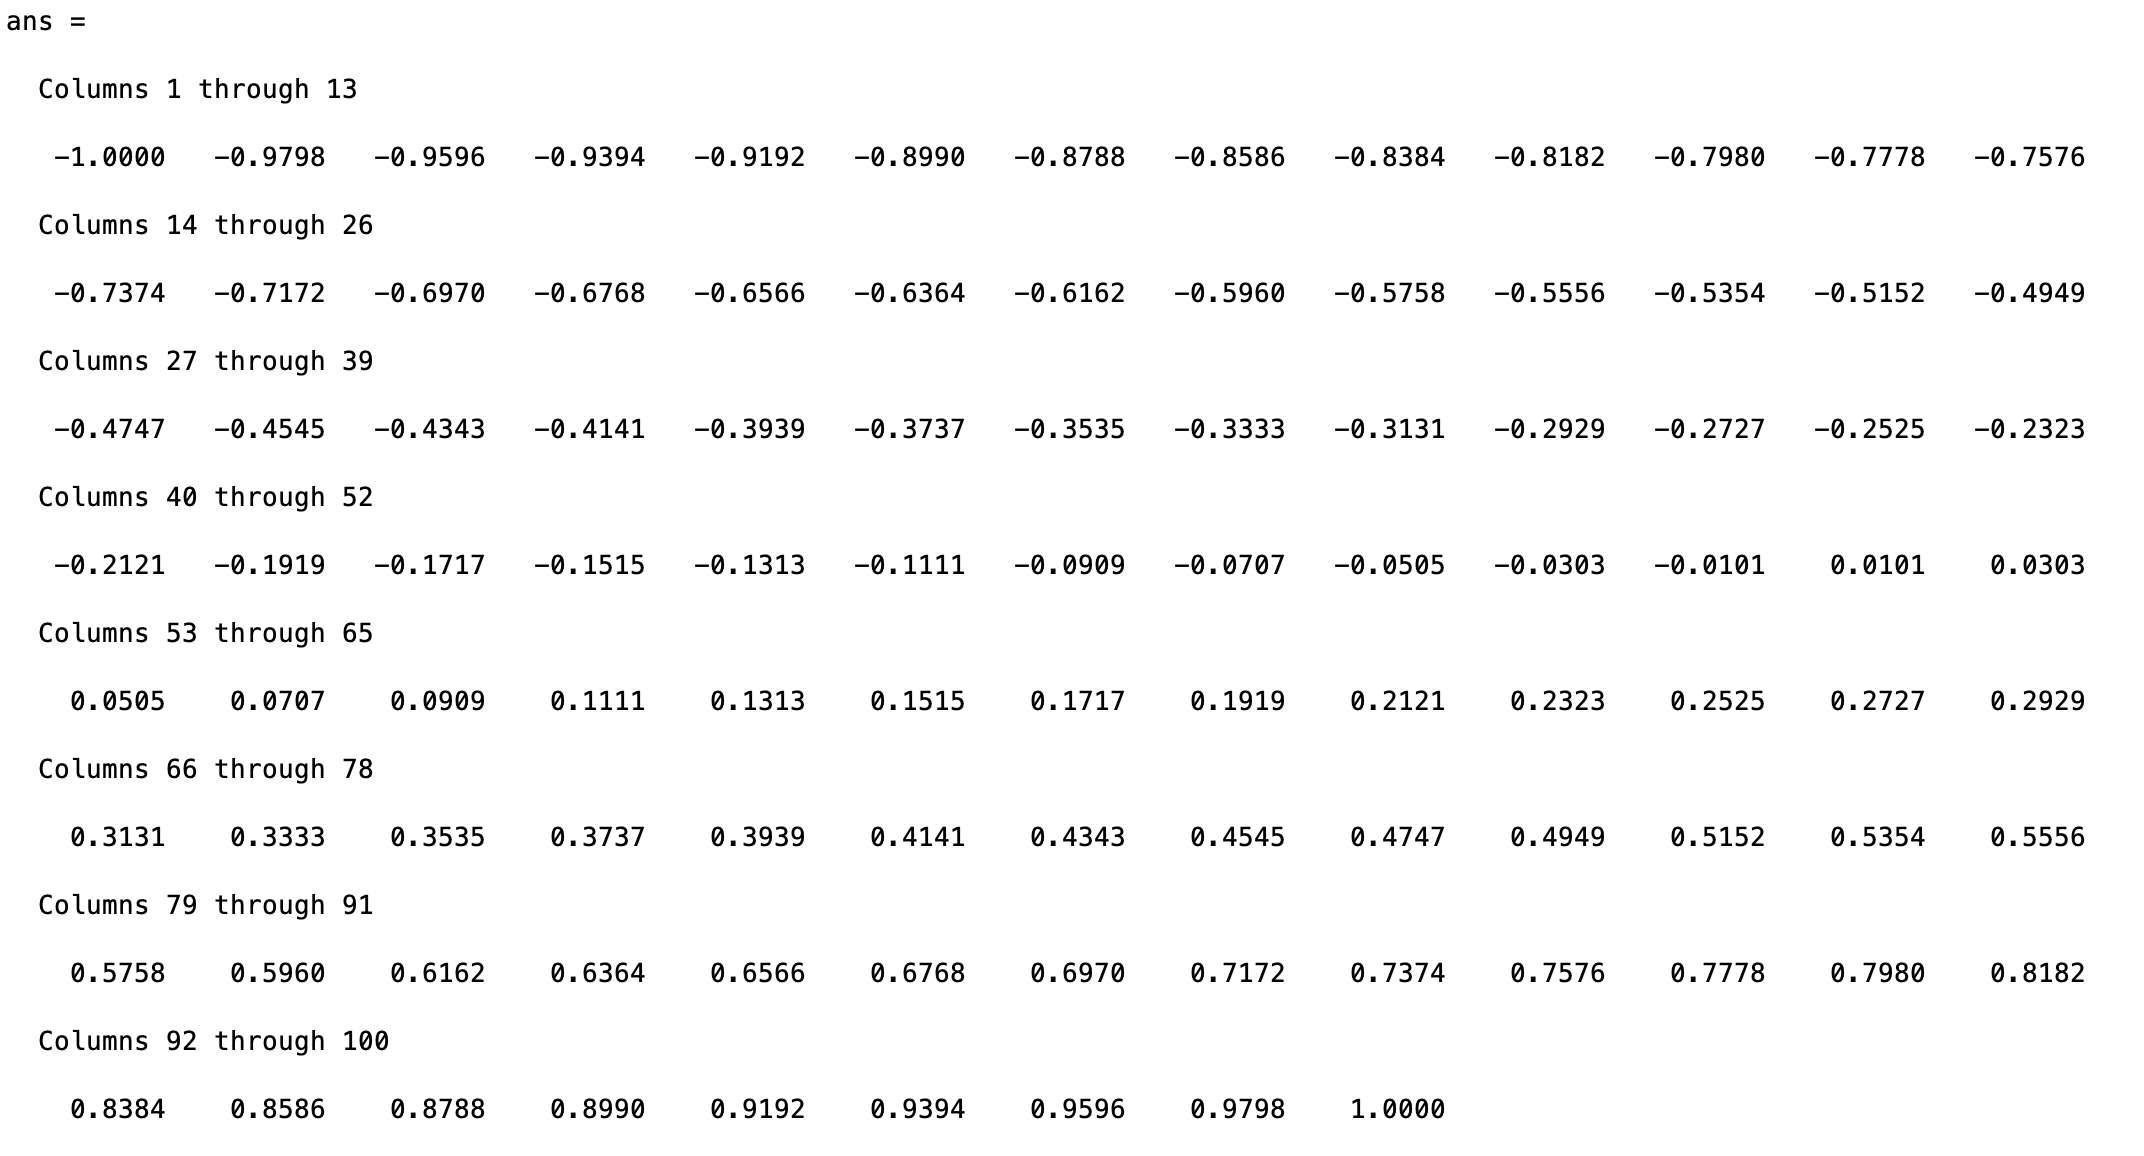 ans =
Columns 1 through 13
-1.0000 -0.9798 -0.9596 -0.9394 -0.9192 -0.8990 -0.8788 -0.8586 -0.8384 -0.8182 -0.7980 -0.7778 -0.7576
Columns 14 through 26
-0.7374 -0.7172 -0.6970 -0.6768 -0.6566 -0.6364 -0.6162 -0.5960 -0.5758 -0.5556 -0.5354 -0.5152 -0.4949
Columns 27 through 39
-0.4747 -0.4545 -0.4343 -0.4141 -0.3939 -0.3737 -0.3535 -0.3333 -0.3131 -0.2929 -0.2727 -0.2525 -0.2323
Columns 40 through 52
-0.2121 -0.1919 -0.1717 -0.1515 -0.1313 -0.1111 -0.0909 -0.0707 -0.0505 -0.0303 -0.0101 0.0101 0.0303
Columns 53 through 65
0.0505 0.0707 0.0909 0.1111 0.1313 0.1515 0.1717 0.1919 0.2121 0.2323 0.2525 0.2727 0.2929
Columns 66 through 78
0.3131 0.3333 0.3535 0.3737 0.3939 0.4141 0.4343 0.4545 0.4747 0.4949 0.5152 0.5354 0.5556
Columns 79 through 91
0.5758 0.5960 0.6162 0.6364 0.6566 0.6768 0.6970 0.7172 0.7374 0.7576 0.7778 0.7980 0.8182
Columns 92 through 100
0.8384 0.8586 0.8788 0.8990 0.9192 0.9394 0.9596 0.9798 1.0000